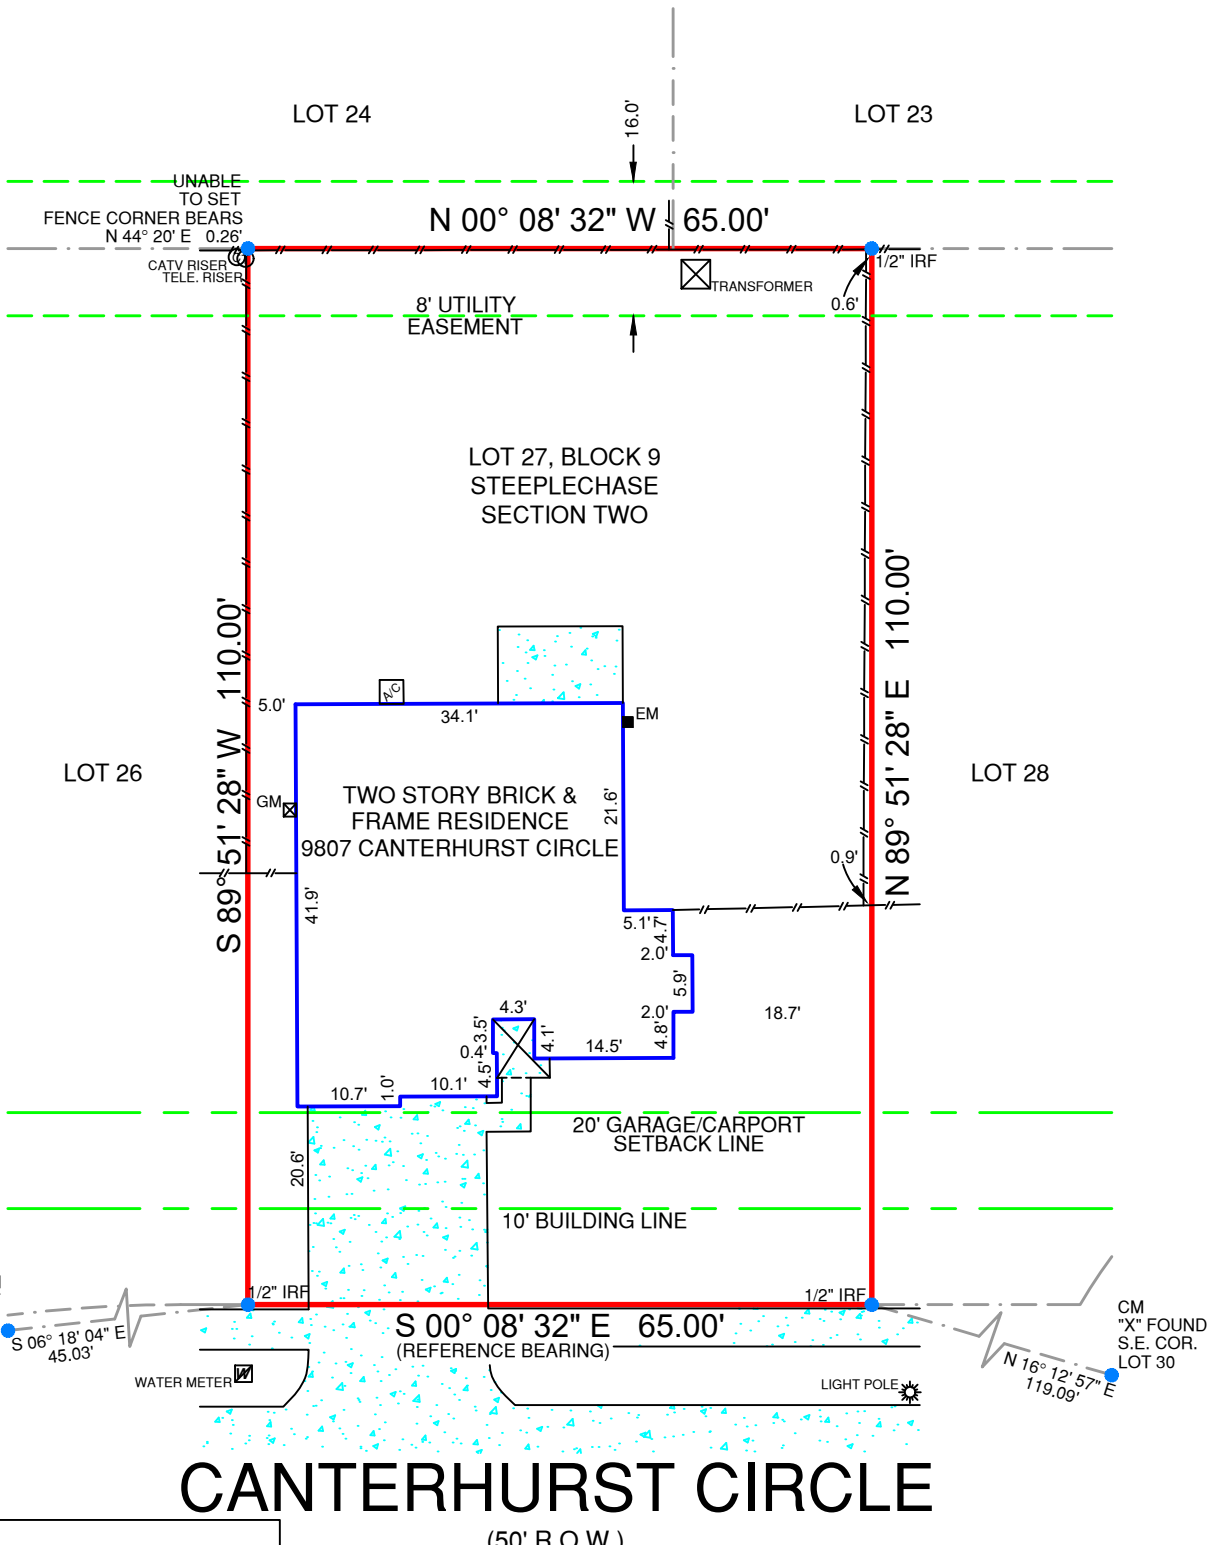 LOT 24
16.0'
LOT 23
UNABLE
TO SET
FENCE CORNER BEARS
N 44° 20' E 0.26'
N 00° 08' 32" W 65.00'
CATV RISER
TELE. RISER
TRANSFORMER
1/2" IRF
0.6'
8' UTILITY
EASEMENT
LOT 27, BLOCK 9
STEEPLECHASE
SECTION TWO
S 89° 51' 28" W 110.00'
N 89° 51' 28" E 110.00'
5.0'
A/C
34.1'
EM
LOT 26
LOT 28
GM
TWO STORY BRICK &
FRAME RESIDENCE
9807 CANTERHURST CIRCLE
21.6'
0.9'
41.9'
5.1'
4.7'
2.0'
5.9'
2.0'
4.8'
18.7'
4.3'
3.5'
0.4'
4.1'
14.5'
4.5'
10.7'
1.0'
10.1'
20' GARAGE/CARPORT
SETBACK LINE
20.6'
10' BUILDING LINE
1/2" IRF
1/2" IRF
S 06° 18' 04" E
45.03'
S 00° 08' 32" E 65.00'
(REFERENCE BEARING)
CM
"X" FOUND
S.E. COR.
LOT 30
N 16° 12' 57" E
119.09'
WATER METER
W
LIGHT POLE
CANTERHURST CIRCLE
(50' R.O.W.)